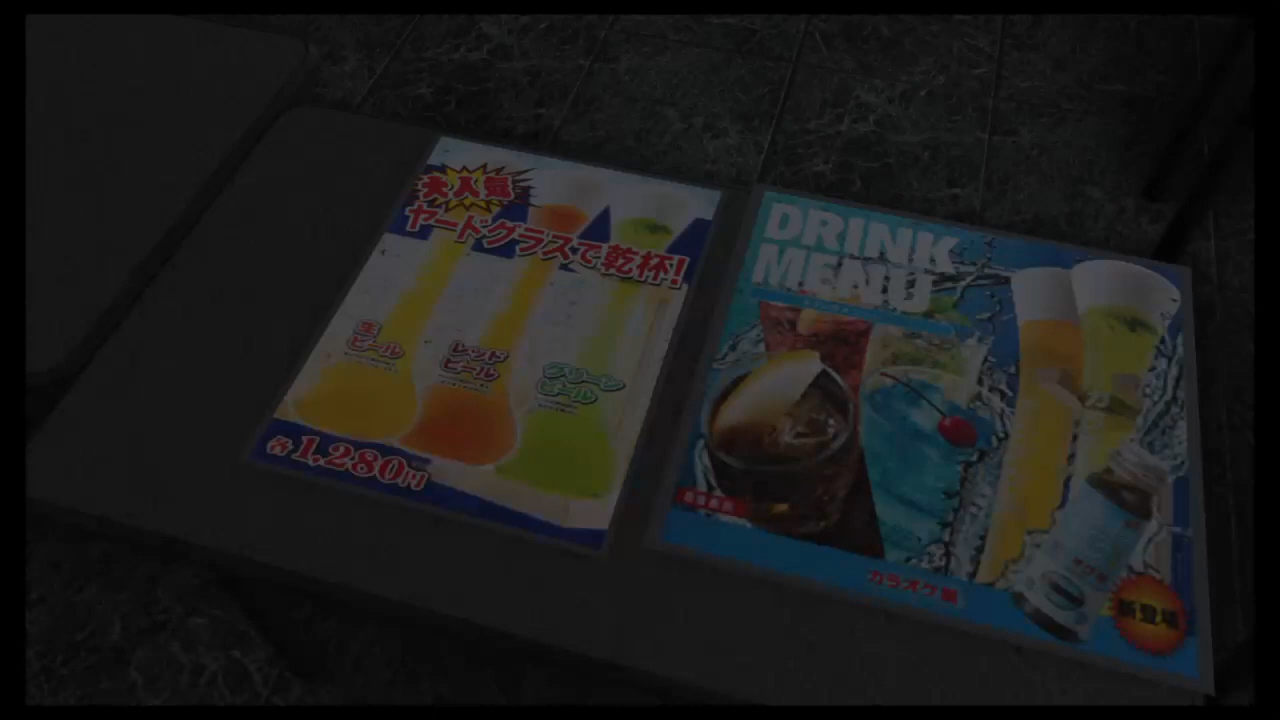 大人気
ヤードグラスで乾杯!
生
ビール
レッド
ビール
グリーン
ビール
各1,280円
DRINK
MENU
カラオケ館
新登場